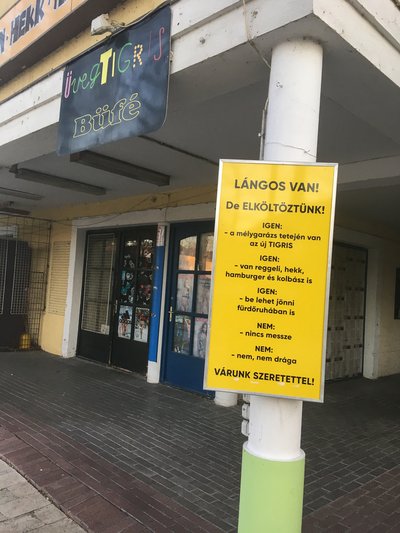 HEKK
ÜvegTIGRIS
Büfé
LÁNGOS VAN!
De ELKÖLTÖZTÜNK!
IGEN:
- a mélygarázs tetején van
az új TIGRIS
IGEN:
- van reggeli, hekk,
hamburger és kolbász is
IGEN:
- be lehet jönni
fürdőruhában is
NEM:
- nincs messze
NEM:
- nem, nem drága
VÁRUNK SZERETETTEL!